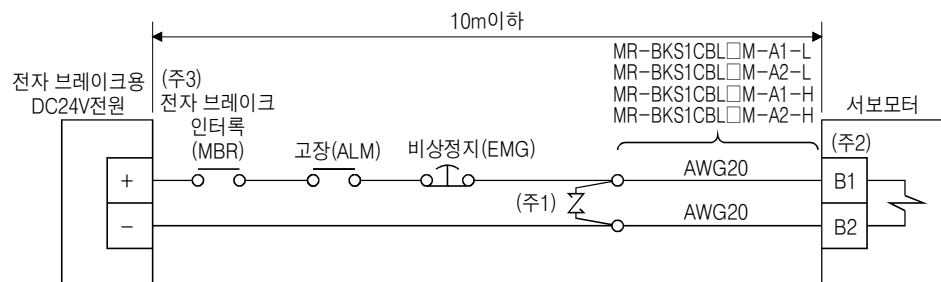 10m이하
MR-BKS1CBL□M-A1-L
MR-BKS1CBL□M-A2-L
MR-BKS1CBL□M-A1-H
MR-BKS1CBL□M-A2-H
전자 브레이크용
DC24V전원
(주3)
전자 브레이크
인터록
(MBR)
고장(ALM)
비상정지(EMG)
서보모터
(주2)
+
AWG20
B1
(주1)
−
AWG20
B2